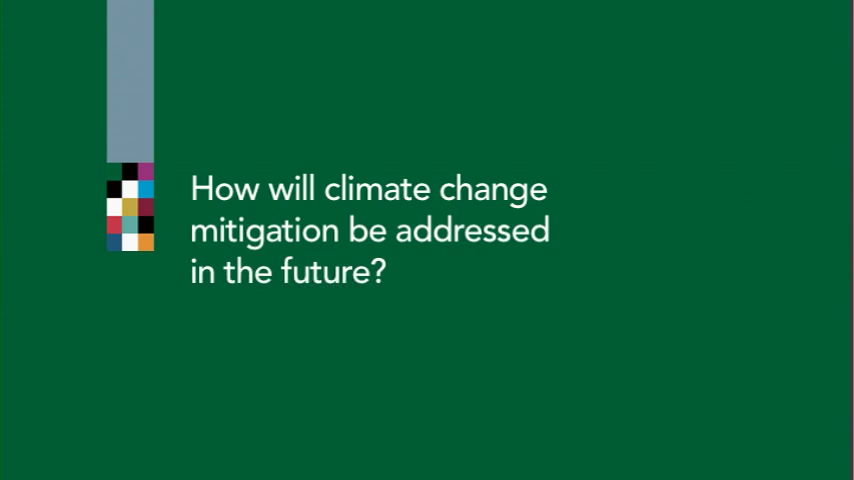 How will climate change
mitigation be addressed
in the future?